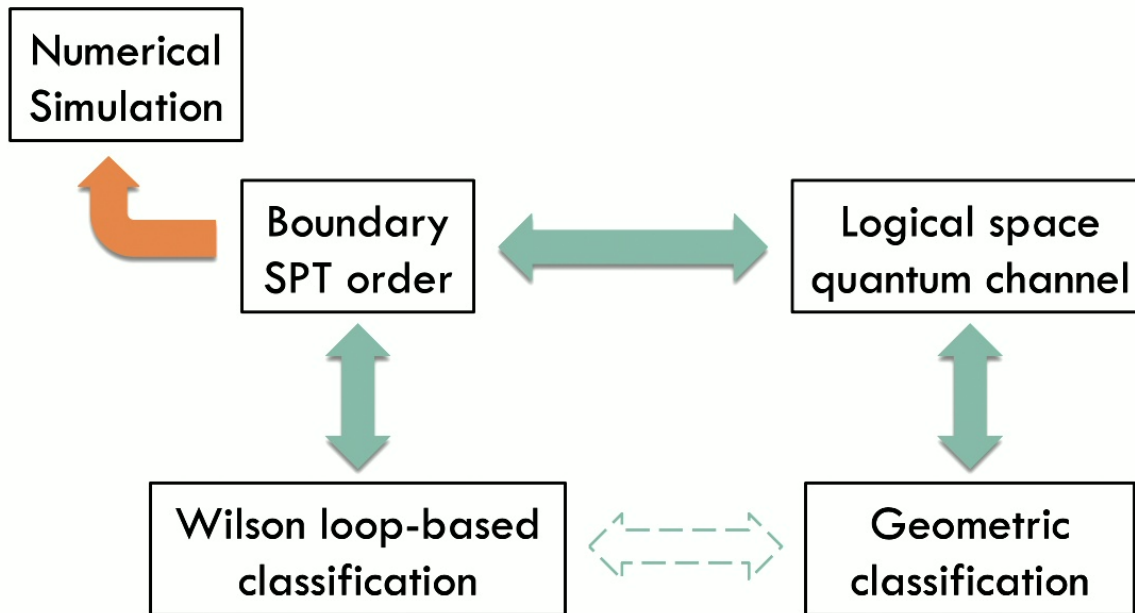 Numerical
Simulation
Boundary
SPT order
Logical space
quantum channel
Wilson loop-based
classification
Geometric
classification